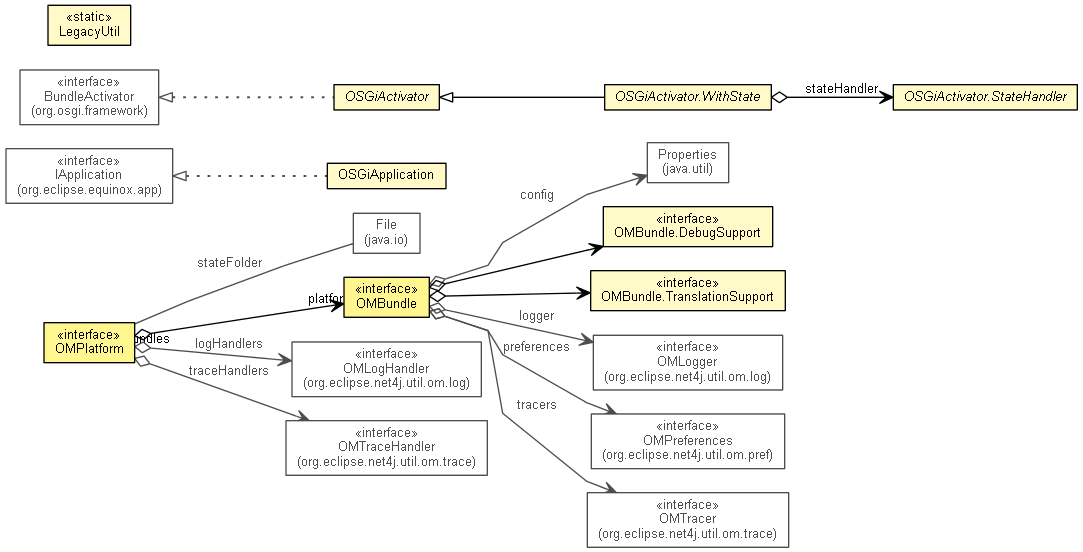 «static»
LegacyUtil
«interface»
BundleActivator
(org.osgi.framework)
OSGiActivator
OSGiActivator.WithState
stateHandler
OSGiActivator.StateHandler
«interface»
IApplication
(org.eclipse.equinox.app)
OSGiApplication
Properties
(java.util)
config
File
(java.io)
«interface»
OMBundle.DebugSupport
stateFolder
«interface»
OMBundle
«interface»
OMBundle.TranslationSupport
«interface»
OMPlatform
logger
preferences
tracers
logHandlers
traceHandlers
«interface»
OMLogHandler
(org.eclipse.net4j.util.om.log)
«interface»
OMLogger
(org.eclipse.net4j.util.om.log)
«interface»
OMTraceHandler
(org.eclipse.net4j.util.om.trace)
«interface»
OMPreferences
(org.eclipse.net4j.util.om.pref)
«interface»
OMTracer
(org.eclipse.net4j.util.om.trace)